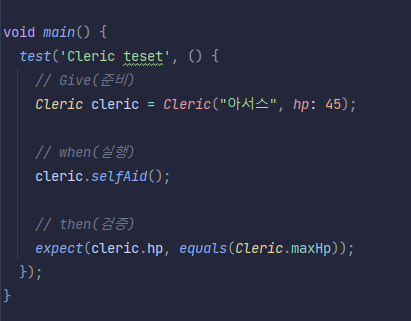 void main() {
test('Cleric teset', () {
// Give(준비)
Cleric cleric = Cleric("아서스", hp: 45);
// when(실행)
cleric.selfAid();
// then(검증)
expect(cleric.hp, equals(Cleric.maxHp));
});
}